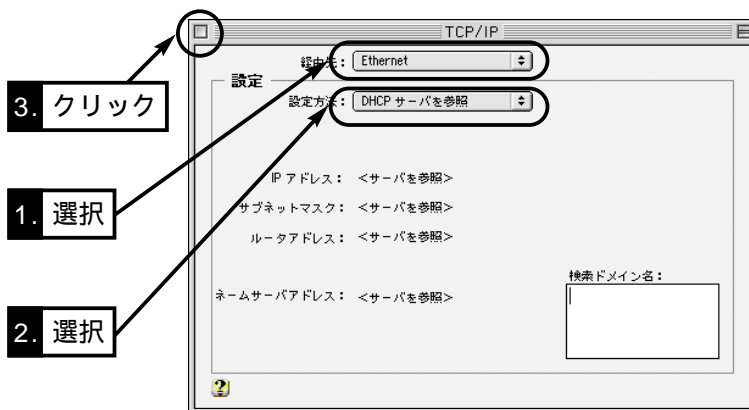 TCP/IP
経由先： Ethernet
設定
設定方法： DHCP サーバを参照
3. クリック
IP アドレス： <サーバを参照>
1. 選択
サブネットマスク： <サーバを参照>
ルータアドレス： <サーバを参照>
検索ドメイン名：
ネームサーバアドレス： <サーバを参照>
2. 選択
?